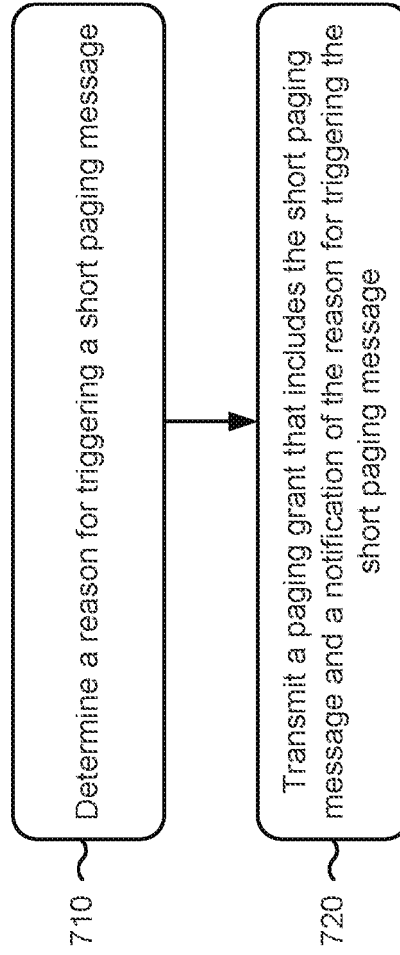 710
Determine a reason for triggering a short paging message
720
Transmit a paging grant that includes the short paging
message and a notification of the reason for triggering the
short paging message